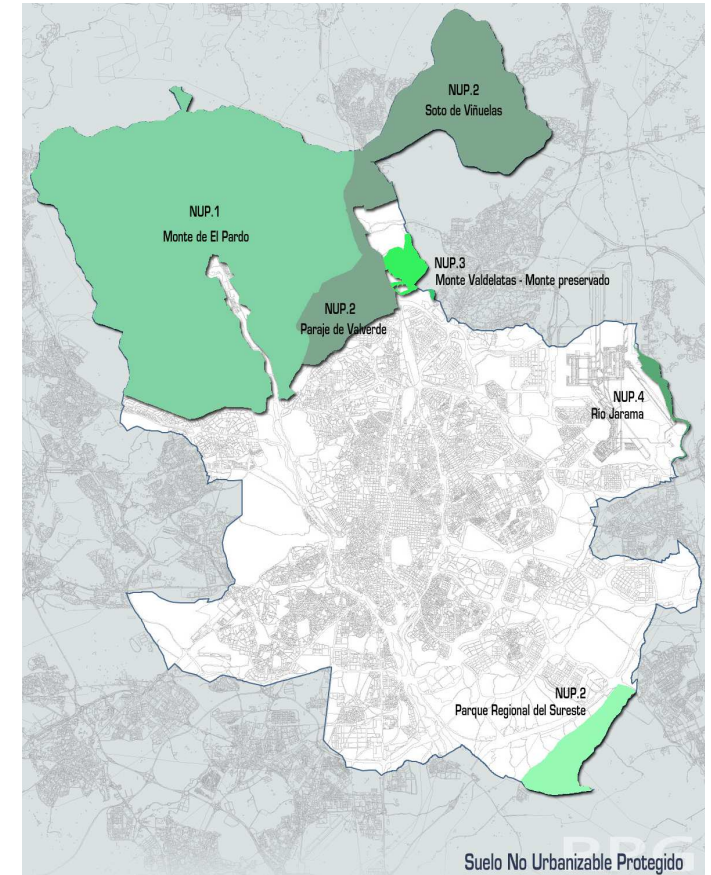 NUP.2
Soto de Viñuelas
NUP.1
Monte de El Pardo
NUP.3
Monte Valdelatas - Monte preservado
NUP.2
Paraje de Valverde
NUP.4
Río Jarama
NUP.2
Parque Regional del Sureste
Suelo No Urbanizable Protegido